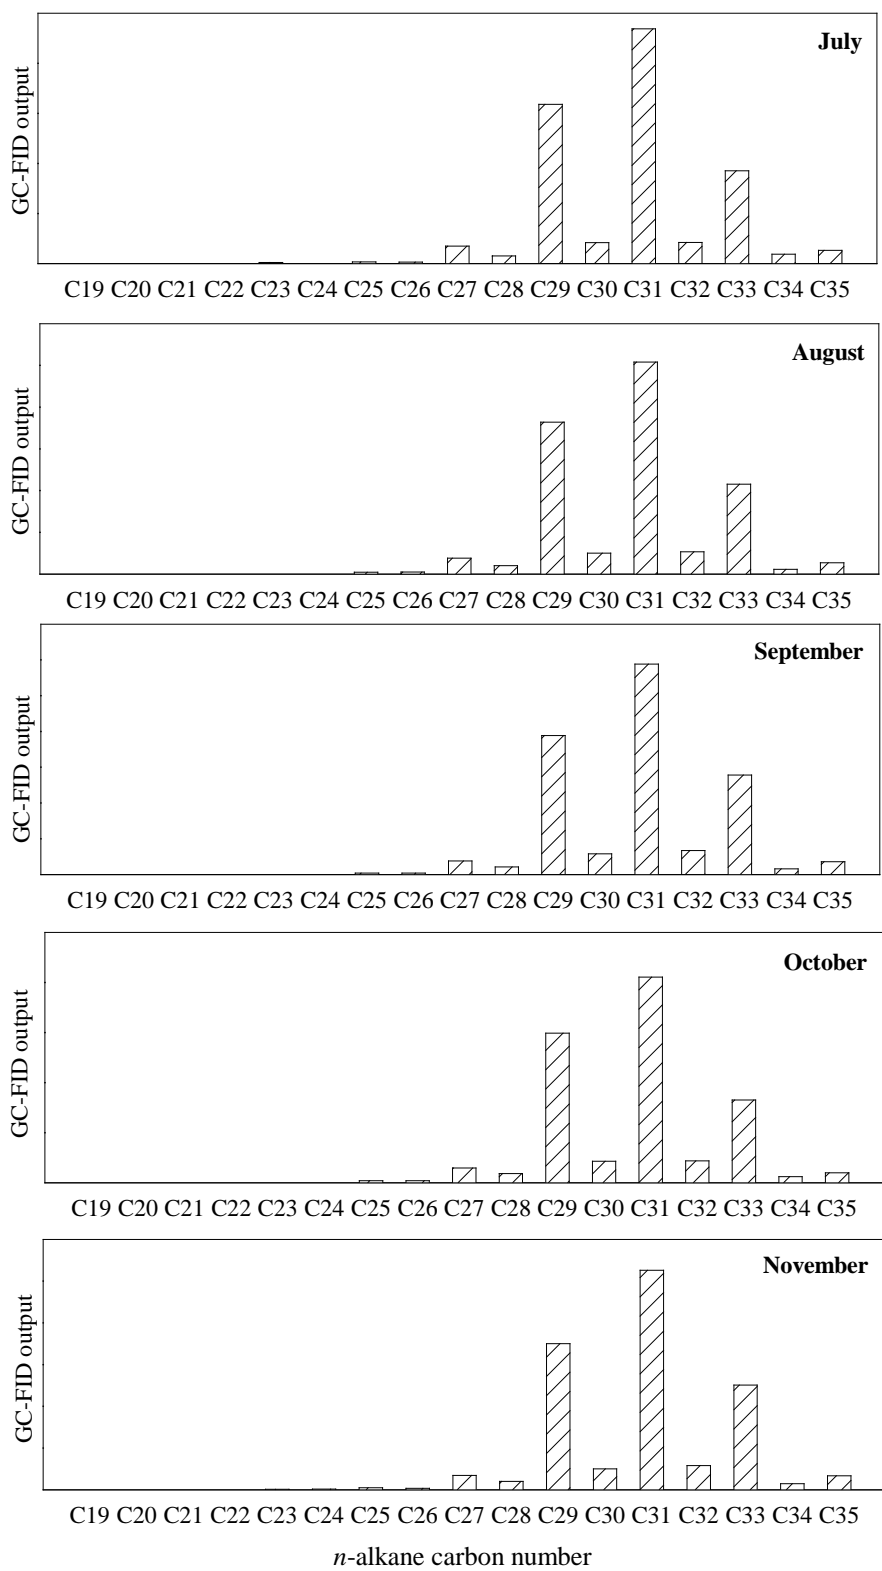 July
GC-FID output
C19 C20 C21 C22 C23 C24 C25 C26 C27 C28 C29 C30 C31 C32 C33 C34 C35
August
GC-FID output
C19 C20 C21 C22 C23 C24 C25 C26 C27 C28 C29 C30 C31 C32 C33 C34 C35
September
GC-FID output
C19 C20 C21 C22 C23 C24 C25 C26 C27 C28 C29 C30 C31 C32 C33 C34 C35
October
GC-FID output
C19 C20 C21 C22 C23 C24 C25 C26 C27 C28 C29 C30 C31 C32 C33 C34 C35
November
GC-FID output
C19 C20 C21 C22 C23 C24 C25 C26 C27 C28 C29 C30 C31 C32 C33 C34 C35
n-alkane carbon number